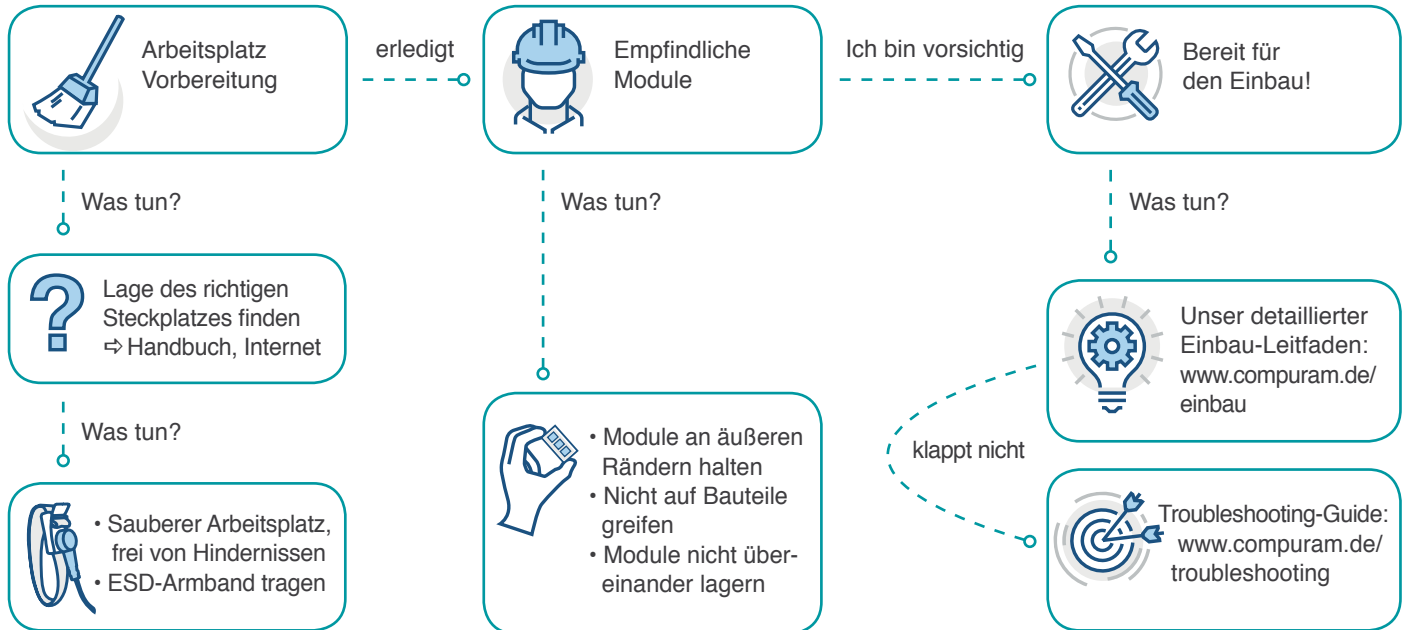 Arbeitsplatz
Vorbereitung
erledigt
Empfindliche
Module
Ich bin vorsichtig
Bereit für
den Einbau!
Was tun?
Lage des richtigen
Steckplatzes finden
⇨ Handbuch, Internet
Was tun?
• Sauberer Arbeitsplatz,
frei von Hindernissen
• ESD-Armband tragen
Was tun?
• Module an äußeren
Rändern halten
• Nicht auf Bauteile
greifen
• Module nicht über-
einander lagern
Was tun?
Unser detaillierter
Einbau-Leitfaden:
www.compuram.de/
einbau
klappt nicht
Troubleshooting-Guide:
www.compuram.de/
troubleshooting